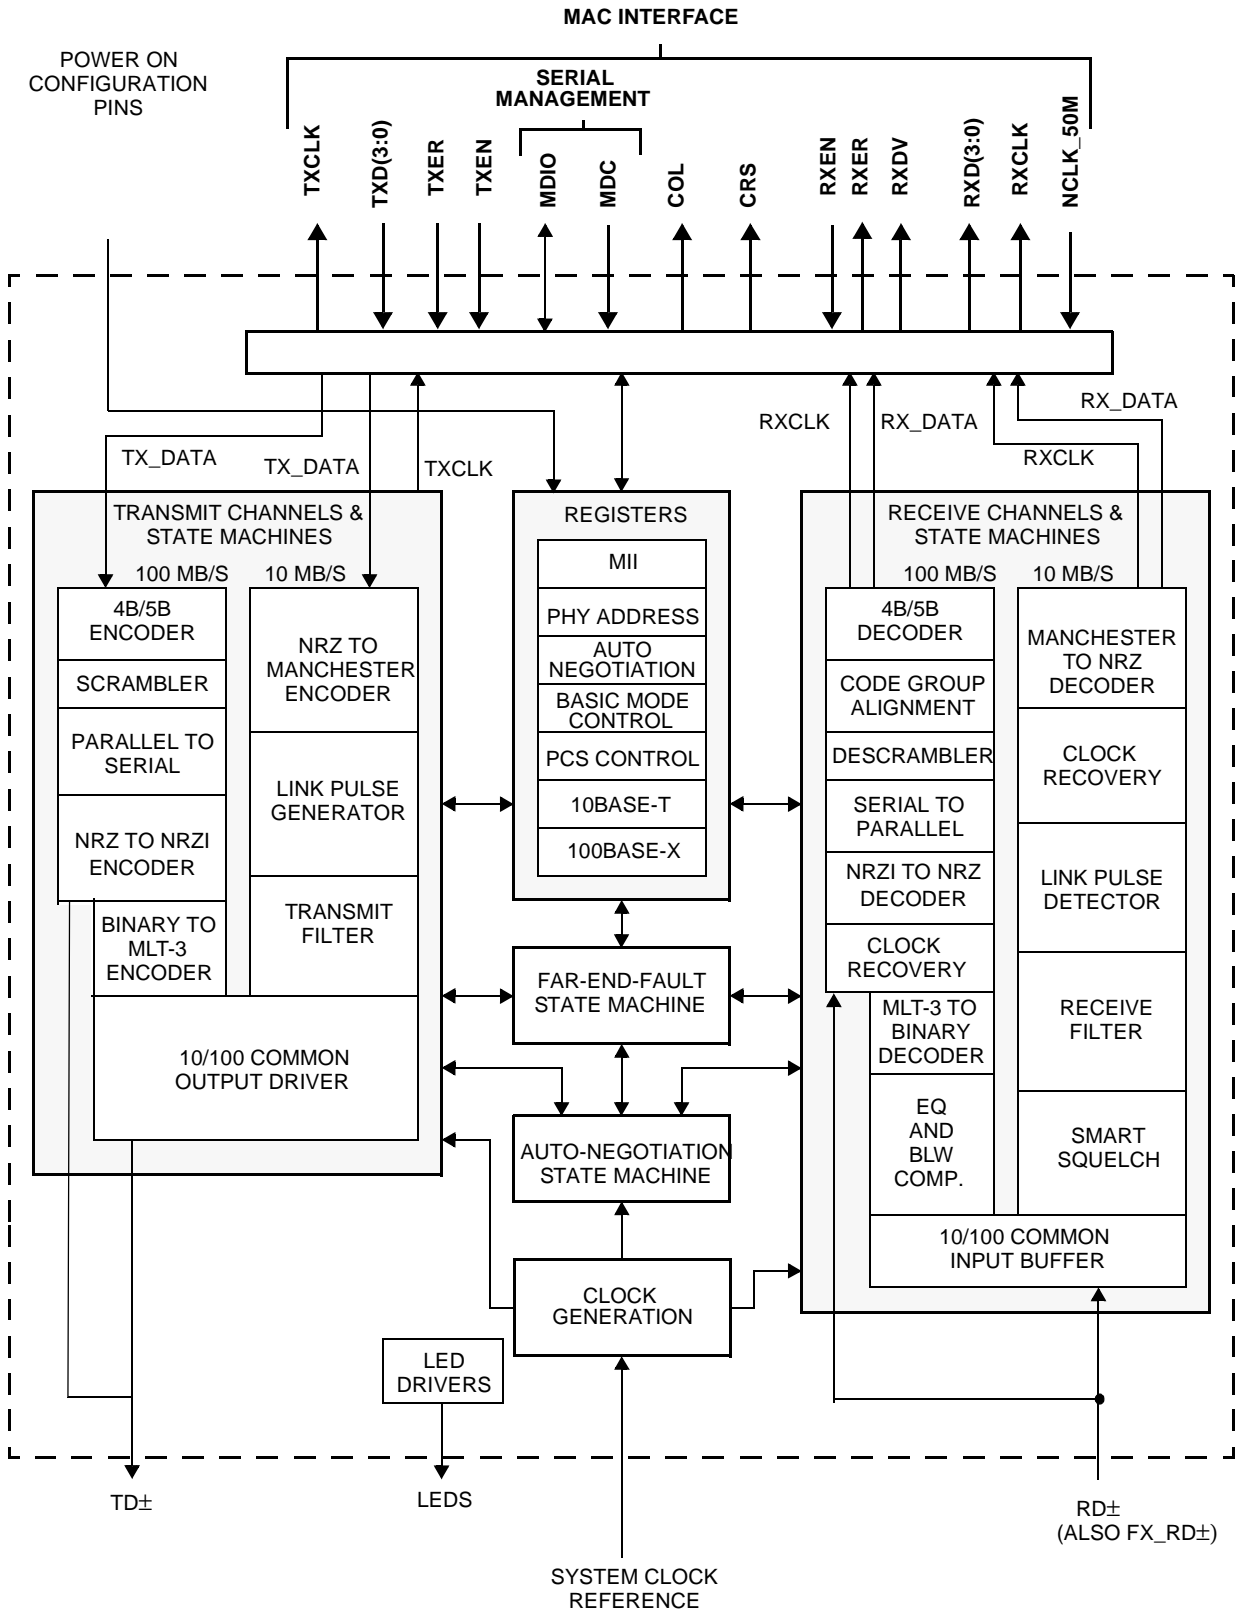 MAC INTERFACE
POWER ON
CONFIGURATION
PINS
SERIAL
MANAGEMENT
TXCLK
TXD(3:0)
TXER
TXEN
MDIO
MDC
COL
CRS
RXEN
RXER
RXDV
RXD(3:0)
RXCLK
NCLK_50M
TX_DATA
TX_DATA
TXCLK
RXCLK
RX_DATA
RXCLK
RX_DATA
TRANSMIT CHANNELS &
STATE MACHINES
100 MB/S
10 MB/S
4B/5B
ENCODER
SCRAMBLER
PARALLEL TO
SERIAL
NRZ TO NRZI
ENCODER
BINARY TO
MLT-3
ENCODER
NRZ TO
MANCHESTER
ENCODER
LINK PULSE
GENERATOR
TRANSMIT
FILTER
10/100 COMMON
OUTPUT DRIVER
REGISTERS
MII
PHY ADDRESS
AUTO
NEGOTIATION
BASIC MODE
CONTROL
PCS CONTROL
10BASE-T
100BASE-X
FAR-END-FAULT
STATE MACHINE
AUTO-NEGOTIATION
STATE MACHINE
CLOCK
GENERATION
RECEIVE CHANNELS &
STATE MACHINES
100 MB/S
10 MB/S
4B/5B
DECODER
CODE GROUP
ALIGNMENT
DESCRAMBLER
SERIAL TO
PARALLEL
NRZI TO NRZ
DECODER
CLOCK
RECOVERY
MLT-3 TO
BINARY
DECODER
EQ
AND
BLW
COMP.
MANCHESTER
TO NRZ
DECODER
CLOCK
RECOVERY
LINK PULSE
DETECTOR
RECEIVE
FILTER
SMART
SQUELCH
10/100 COMMON
INPUT BUFFER
LED
DRIVERS
TD±
LEDS
RD±
(ALSO FX_RD±)
SYSTEM CLOCK
REFERENCE